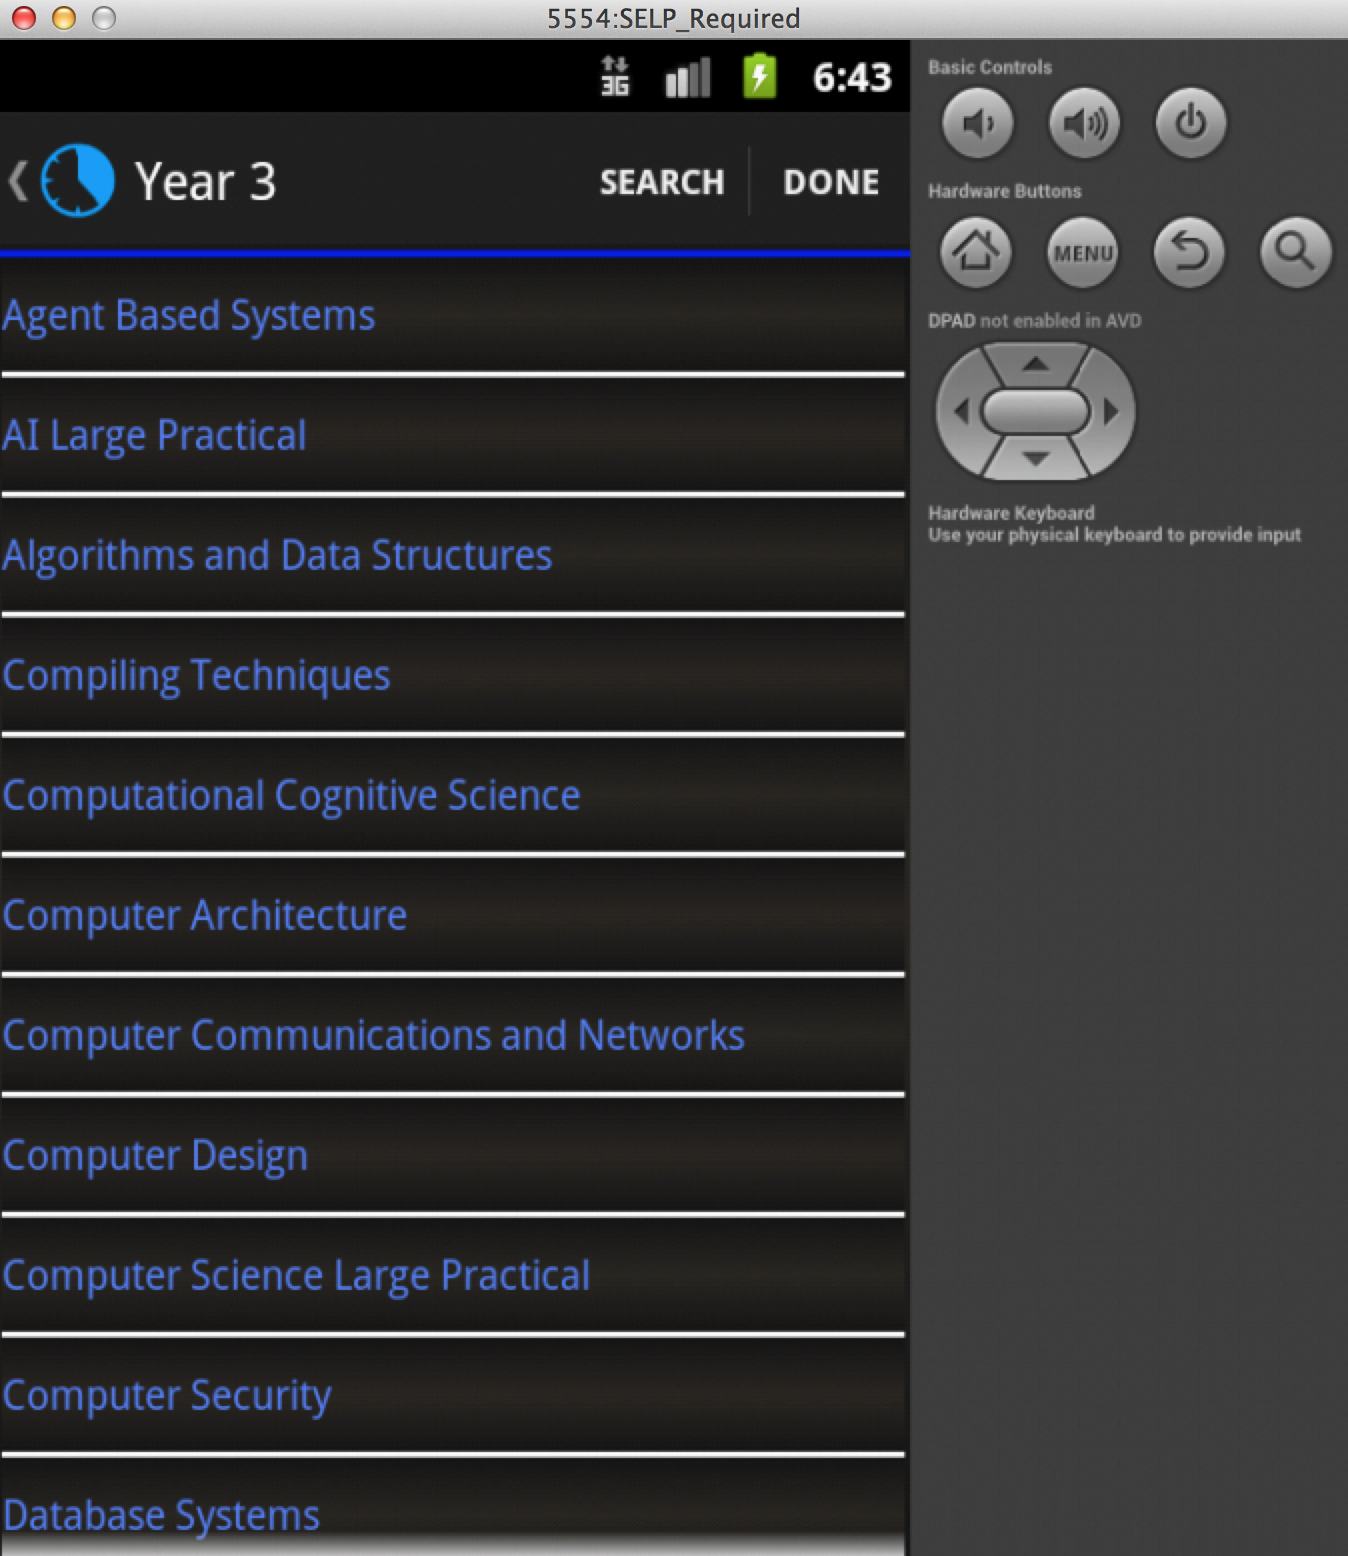 5554:SELP_Required
3G
6:43
Year 3
SEARCH
DONE
Agent Based Systems
AI Large Practical
Algorithms and Data Structures
Compiling Techniques
Computational Cognitive Science
Computer Architecture
Computer Communications and Networks
Computer Design
Computer Science Large Practical
Computer Security
Database Systems
Basic Controls
Hardware Buttons
MENU
DPAD not enabled in AVD
Hardware Keyboard
Use your physical keyboard to provide input